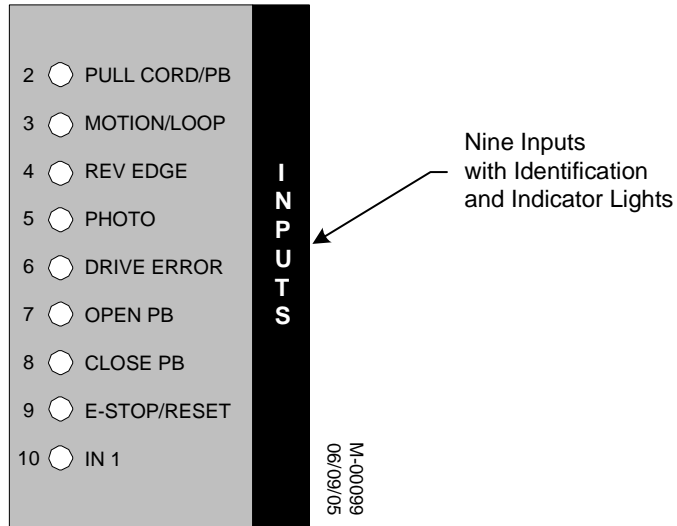 2 PULL CORD/PB
3 MOTION/LOOP
4 REV EDGE
5 PHOTO
6 DRIVE ERROR
7 OPEN PB
8 CLOSE PB
9 E-STOP/RESET
10 IN 1
INPUTS
Nine Inputs
with Identification
and Indicator Lights
M-00099
06/09/05